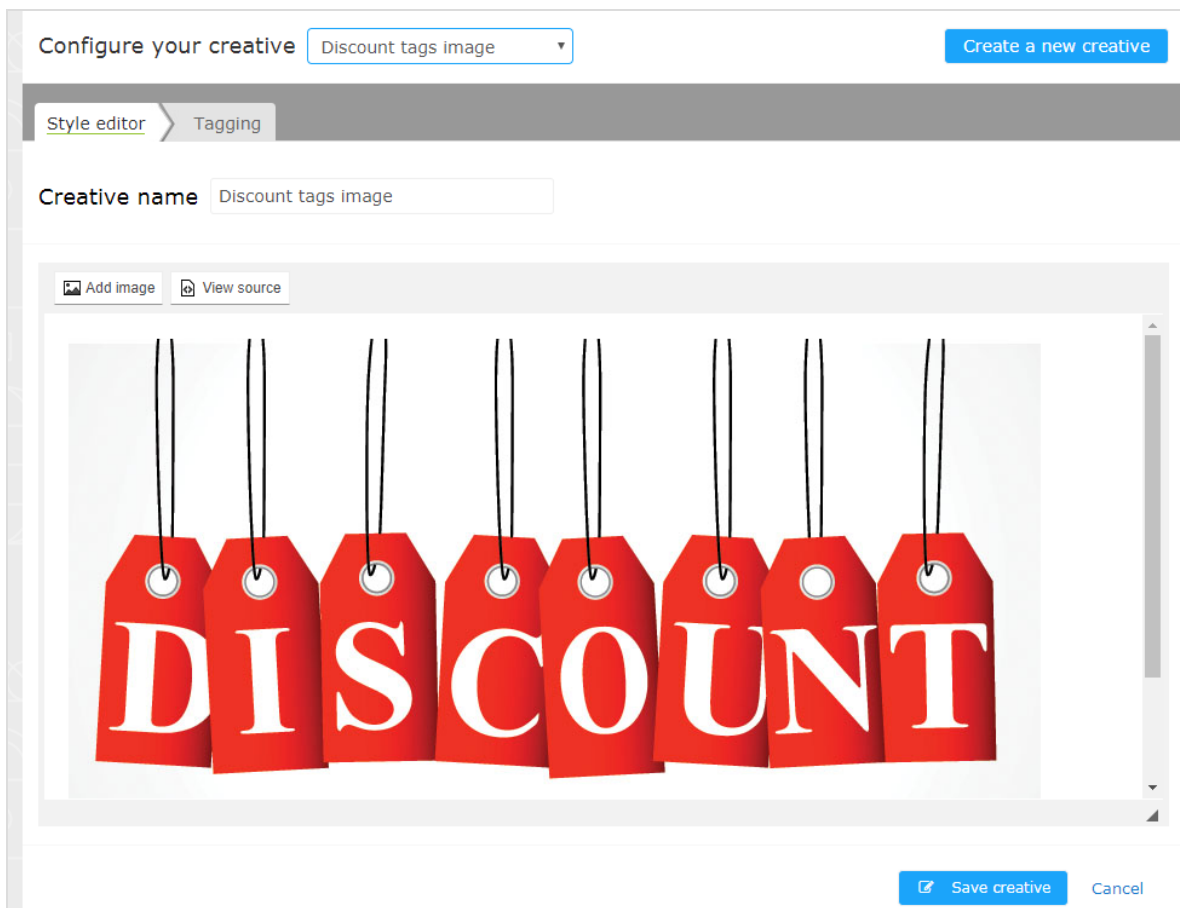 Configure your creative Discount tags image Create a new creative
Style editor Tagging
Creative name Discount tags image
Add image View source
DISCOUNT
Save creative Cancel